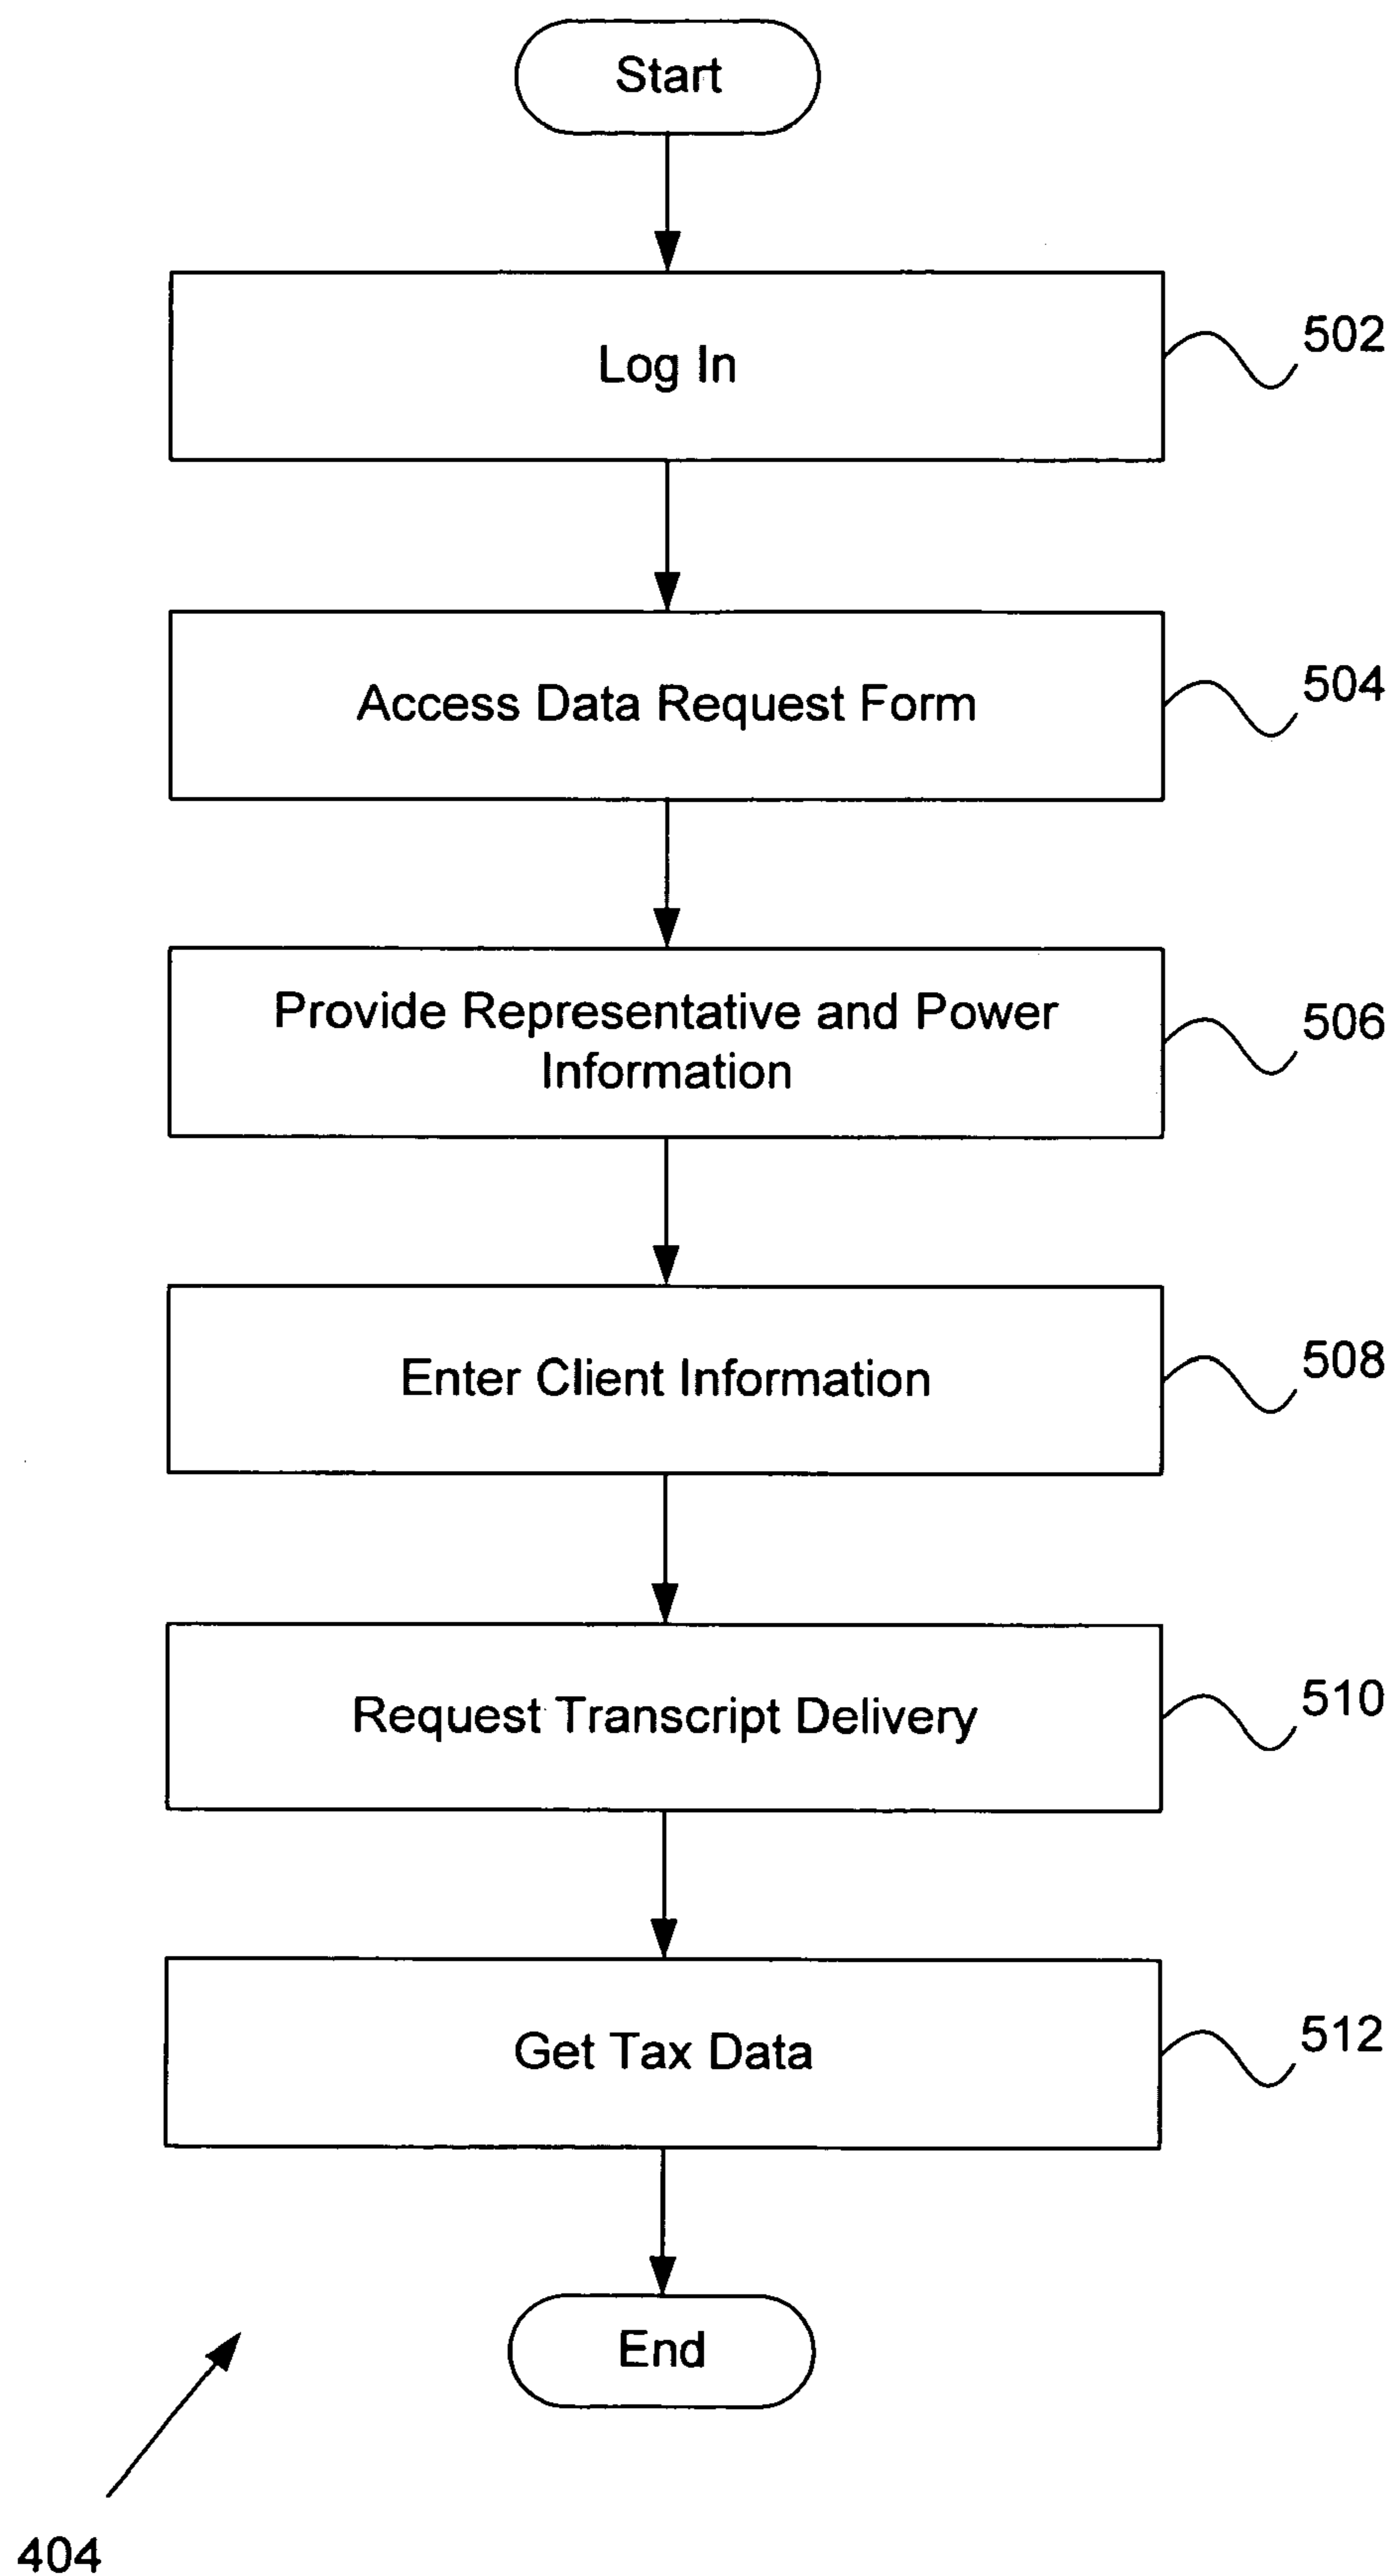 Start
Log In
502
Access Data Request Form
504
Provide Representative and Power
Information
506
Enter Client Information
508
Request Transcript Delivery
510
Get Tax Data
512
End
404